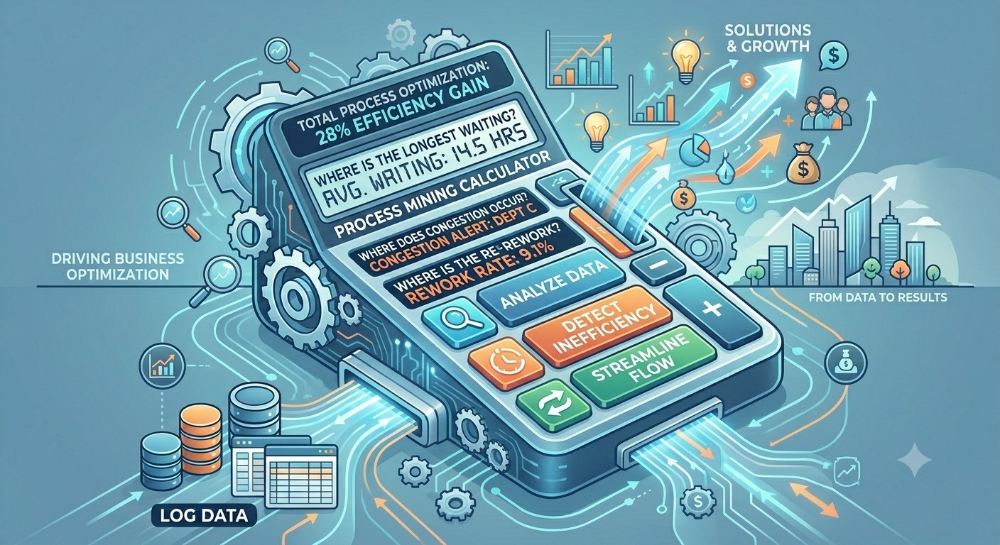 SOLUTIONS
& GROWTH
TOTAL PROCESS OPTIMIZATION:
28% EFFICIENCY GAIN
WHERE IS THE LONGEST WAITING?
AVG. WRITING: 14.5 HRS
PROCESS MINING CALCULATOR
WHERE DOES CONGESTION OCCUR?
CONGESTION ALERT: DEPT C
WHERE IS THE RE-REWORK?
REWORK RATE: 9.1%
ANALYZE DATA
DETECT
INEFFICIENCY
STREAMLINE
FLOW
DRIVING BUSINESS
OPTIMIZATION
FROM DATA TO RESULTS
LOG DATA